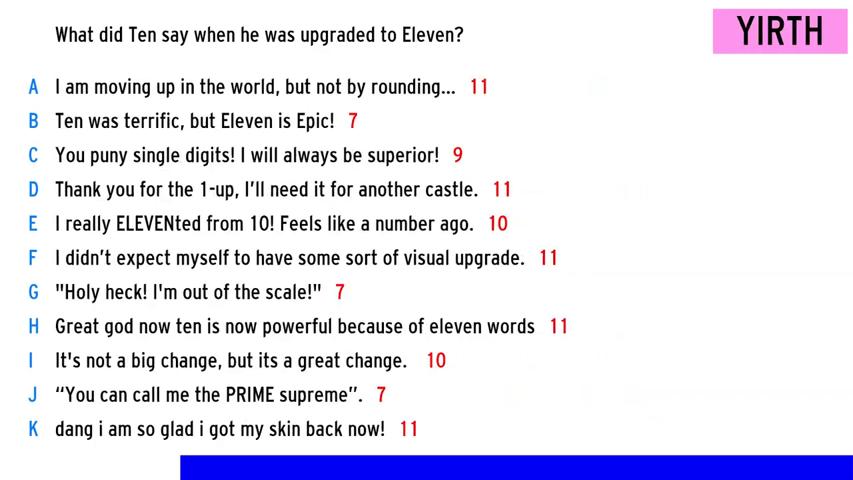 YIRTH
What did Ten say when he was upgraded to Eleven?
A I am moving up in the world, but not by rounding... 11
B Ten was terrific, but Eleven is Epic! 7
C You puny single digits! I will always be superior! 9
D Thank you for the 1-up, I’ll need it for another castle. 11
E I really ELEVENted from 10! Feels like a number ago. 10
F I didn’t expect myself to have some sort of visual upgrade. 11
G "Holy heck! I'm out of the scale!" 7
H Great god now ten is now powerful because of eleven words 11
I It's not a big change, but its a great change. 10
J “You can call me the PRIME supreme”. 7
K dang i am so glad i got my skin back now! 11